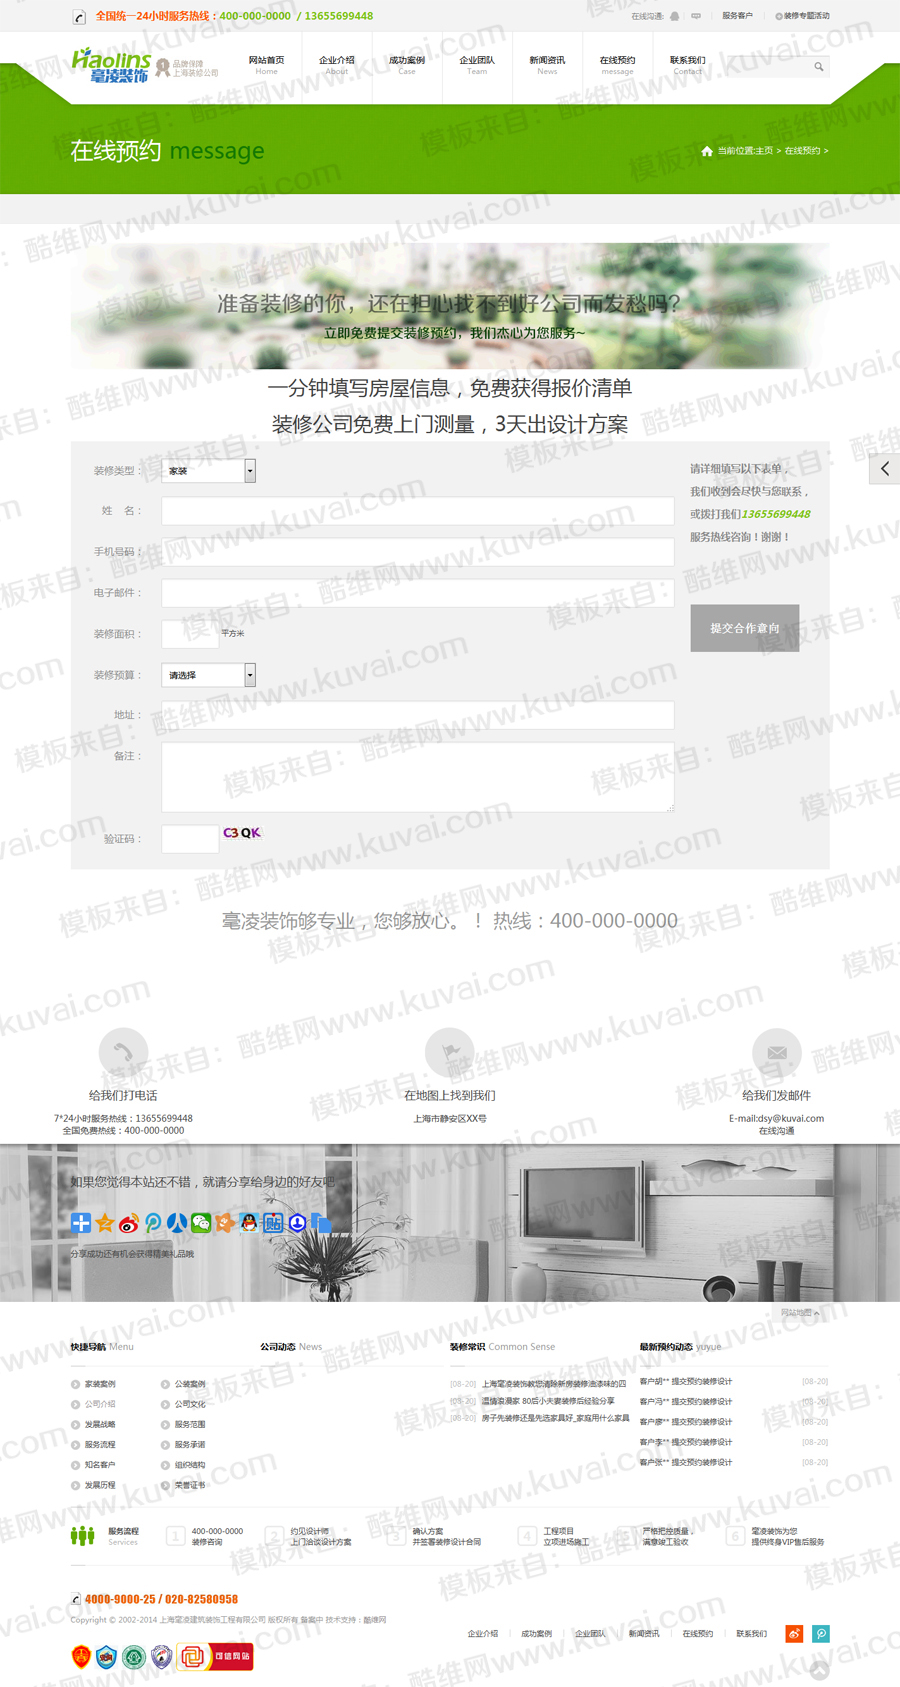 全国统一24小时服务热线：400-000-0000 / 13655699448
在线沟通:
服务客户
装修专题活动
Haolins
毫凌装饰
品牌保障
上海装修公司
网站首页
Home
企业介绍
About
成功案例
Case
企业团队
Team
新闻资讯
News
在线预约
message
联系我们
Contact
在线预约 message
当前位置:主页 > 在线预约 >
准备装修的你，还在担心找不到好公司而发愁吗?
立即免费提交装修预约，我们杰心为您服务~
一分钟填写房屋信息，免费获得报价清单
装修公司免费上门测量，3天出设计方案
装修类型：
家装
姓 名：
手机号码：
电子邮件：
装修面积：
平方米
装修预算：
请选择
地址：
备注：
验证码：
C3QK
请详细填写以下表单，
我们收到会尽快与您联系，
或拨打我们13655699448
服务热线咨询！谢谢！
提交合作意向
毫凌装饰够专业，您够放心。！ 热线：400-000-0000
给我们打电话
7*24小时服务热线：13655699448
全国免费热线：400-000-0000
在地图上找到我们
上海市静安区XX号
给我们发邮件
E-mail:dsy@kuvai.com
在线沟通
如果您觉得本站还不错，就请分享给身边的好友吧
分享成功还有机会获得精美礼品哦
网站地图
快捷导航 Menu
家装案例
公装案例
公司介绍
公司文化
发展战略
服务范围
服务流程
服务承诺
知名客户
组织结构
发展历程
荣誉证书
公司动态 News
装修常识 Common Sense
[08-20] 上海毫凌装饰教您清除新房装修油漆味的四
[08-20] 温情浪漫家 80后小夫妻装修后经验分享
[08-20] 房子先装修还是先选家具好_家庭用什么家具
最新预约动态 yuyue
客户胡** 提交预约装修设计 [08-20]
客户冯** 提交预约装修设计 [08-20]
客户廖** 提交预约装修设计 [08-20]
客户李** 提交预约装修设计 [08-20]
客户张** 提交预约装修设计 [08-20]
服务流程
Services
1
400-000-0000
装修咨询
2
约见设计师
上门洽谈设计方案
3
确认方案
并签署装修设计合同
4
工程项目
立项进场施工
严格把控质量，
满意竣工验收
6
毫凌装饰为您
提供终身VIP售后服务
4000-9000-25 / 020-82580958
Copyright © 2002-2014 上海毫凌建筑装饰工程有限公司 版权所有 备案中 技术支持：酷维网
企业介绍
成功案例
企业团队
新闻资讯
在线预约
联系我们
可信网站
模板来自：酷维网www.kuvai.com